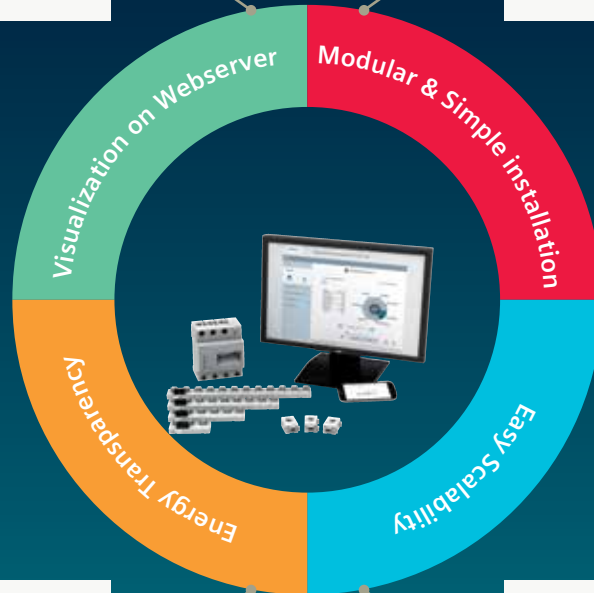 Visualization on Webserver
Modular & Simple installation
Energy Transparency
Easy Scalability